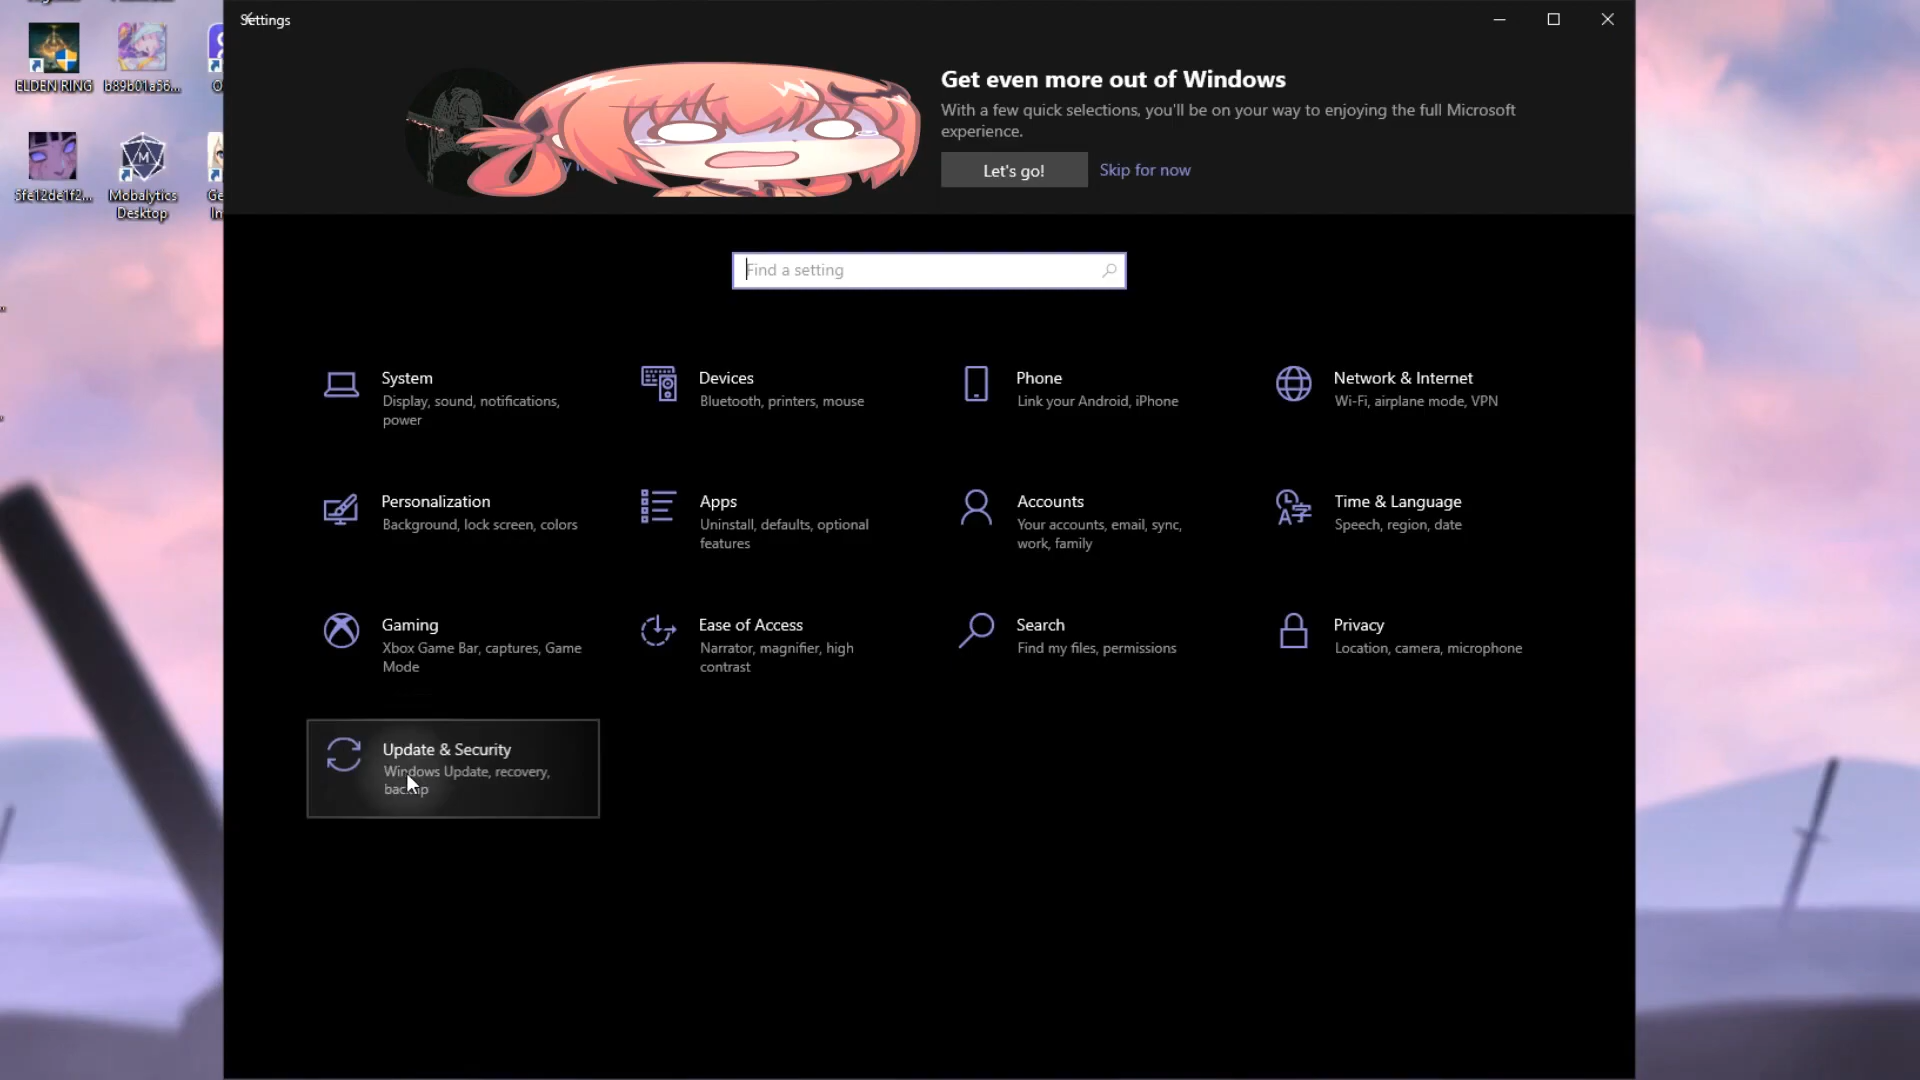 Settings
ELDEN RING
b89b01a56...
5fe12de1f2...
Mobalytics
Desktop
Get even more out of Windows
With a few quick selections, you'll be on your way to enjoying the full Microsoft
experience.
Let's go!
Skip for now
Find a setting
System
Display, sound, notifications,
power
Devices
Bluetooth, printers, mouse
Phone
Link your Android, iPhone
Network & Internet
Wi-Fi, airplane mode, VPN
Personalization
Background, lock screen, colors
Apps
Uninstall, defaults, optional
features
Accounts
Your accounts, email, sync,
work, family
Time & Language
Speech, region, date
Gaming
Xbox Game Bar, captures, Game
Mode
Ease of Access
Narrator, magnifier, high
contrast
Search
Find my files, permissions
Privacy
Location, camera, microphone
Update & Security
Windows Update, recovery,
backup